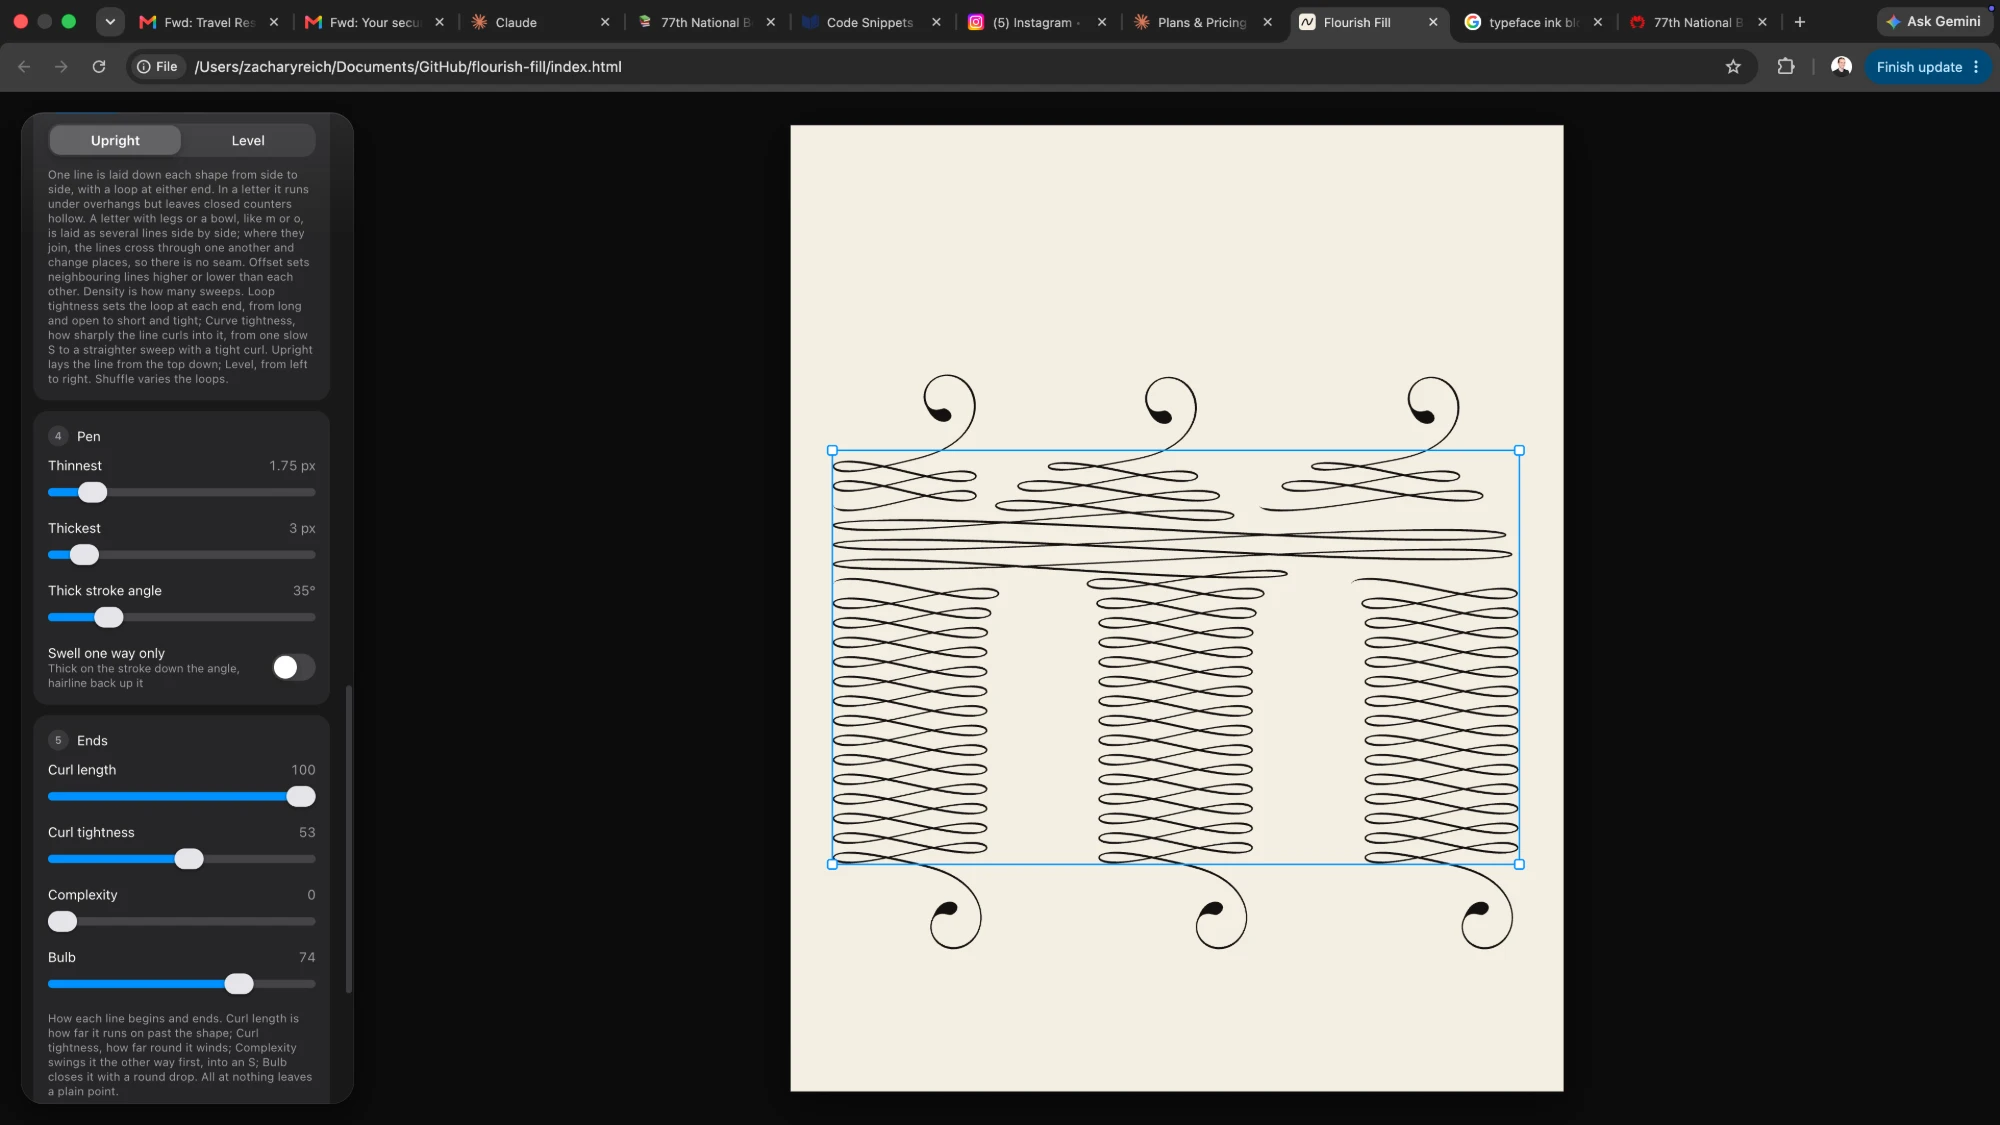 Fwd: Travel Res
Fwd: Your secu
Claude
77th National B
Code Snippets
(5) Instagram •
Plans & Pricing
Flourish Fill
typeface ink bl
77th National B
Ask Gemini
File
/Users/zacharyreich/Documents/GitHub/flourish-fill/index.html
Finish update
Upright
Level
One line is laid down each shape from side to
side, with a loop at either end. In a letter it runs
under overhangs but leaves closed counters
hollow. A letter with legs or a bowl, like m or o,
is laid as several lines side by side; where they
join, the lines cross through one another and
change places, so there is no seam. Offset sets
neighbouring lines higher or lower than each
other. Density is how many sweeps. Loop
tightness sets the loop at each end, from long
and open to short and tight; Curve tightness,
how sharply the line curls into it, from one slow
S to a straighter sweep with a tight curl. Upright
lays the line from the top down; Level, from left
to right. Shuffle varies the loops.
4 Pen
Thinnest 1.75 px
Thickest 3 px
Thick stroke angle 35°
Swell one way only
Thick on the stroke down the angle,
hairline back up it
5 Ends
Curl length 100
Curl tightness 53
Complexity 0
Bulb 74
How each line begins and ends. Curl length is
how far it runs on past the shape; Curl
tightness, how far round it winds; Complexity
swings it the other way first, into an S; Bulb
closes it with a round drop. All at nothing leaves
a plain point.